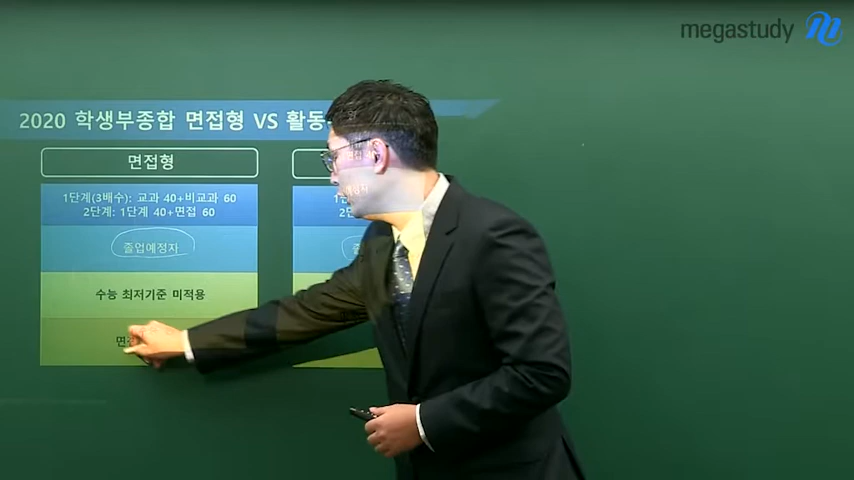 megastudy
2020 학생부종합 면접형 VS 활동
면접형
1단계(3배수): 교과 40+비교과 60
2단계: 1단계 40+면접 60
졸업예정자
수능 최저기준 미적용